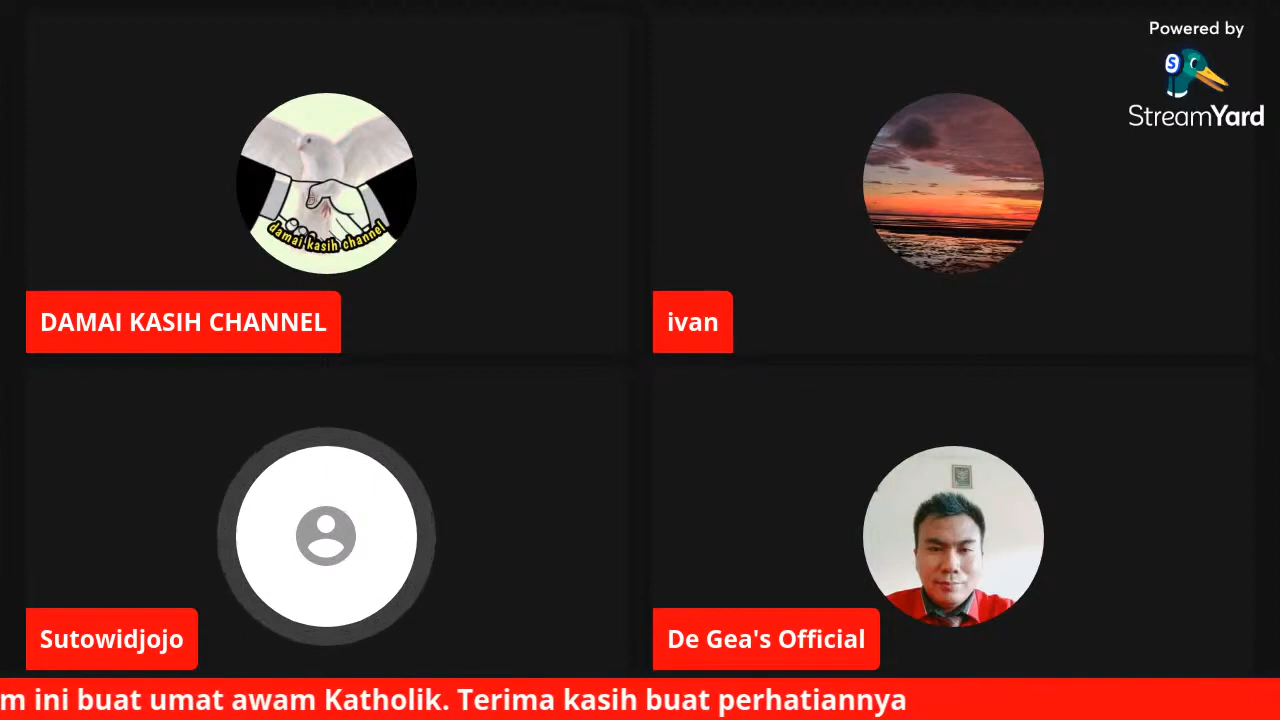 Powered by
S
StreamYard
damai kasih channel
DAMAI KASIH CHANNEL
ivan
Sutowidjojo
De Gea's Official
m ini buat umat awam Katholik. Terima kasih buat perhatiannya